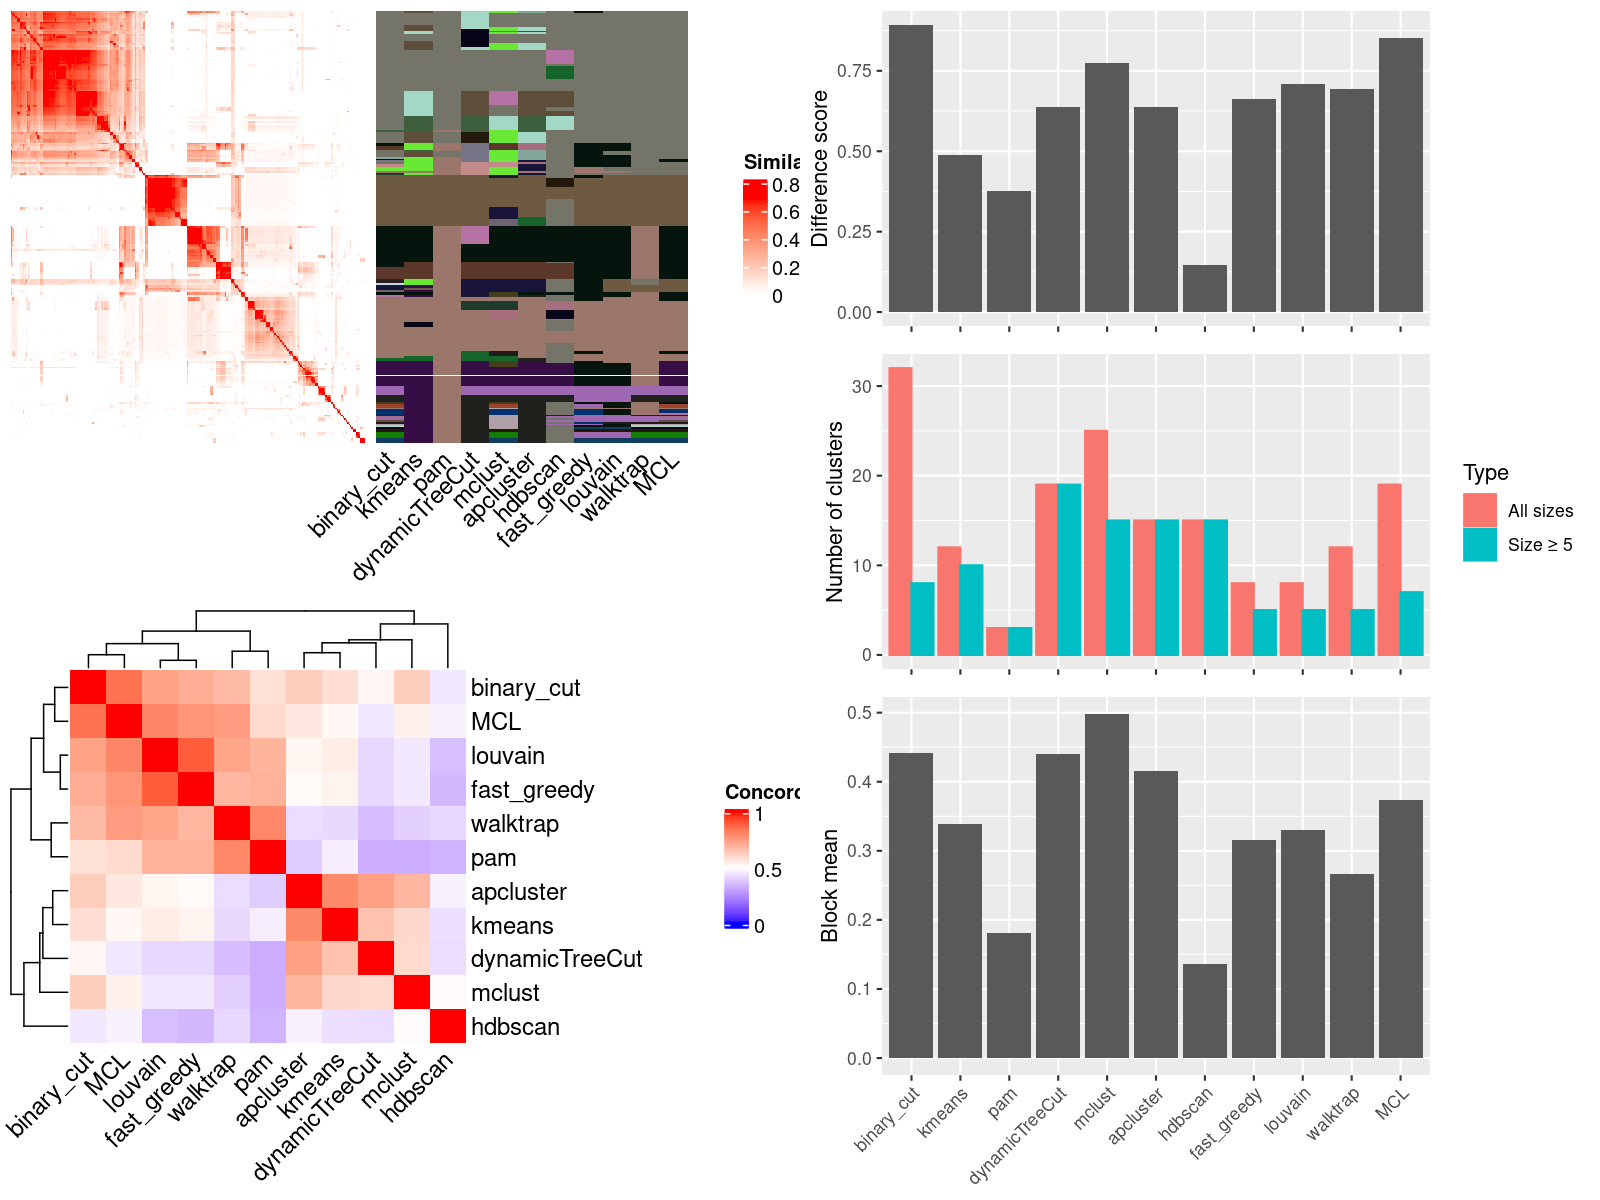 Simila
0.8
0.6
0.4
0.2
0
binary_cut
kmeans
pam
dynamicTreeCut
mclust
apcluster
hdbscan
fast_greedy
louvain
walktrap
MCL
binary_cut
MCL
louvain
fast_greedy
walktrap
pam
apcluster
kmeans
dynamicTreeCut
mclust
hdbscan
binary_cut
MCL
louvain
fast_greedy
walktrap
pam
apcluster
kmeans
dynamicTreeCut
mclust
hdbscan
Concord
1
0.5
0
Difference score
0.75
0.50
0.25
0.00
Number of clusters
30
20
10
0
Type
All sizes
Size ≥ 5
Block mean
0.5
0.4
0.3
0.2
0.1
0.0
binary_cut
kmeans
pam
dynamicTreeCut
mclust
apcluster
hdbscan
fast_greedy
louvain
walktrap
MCL